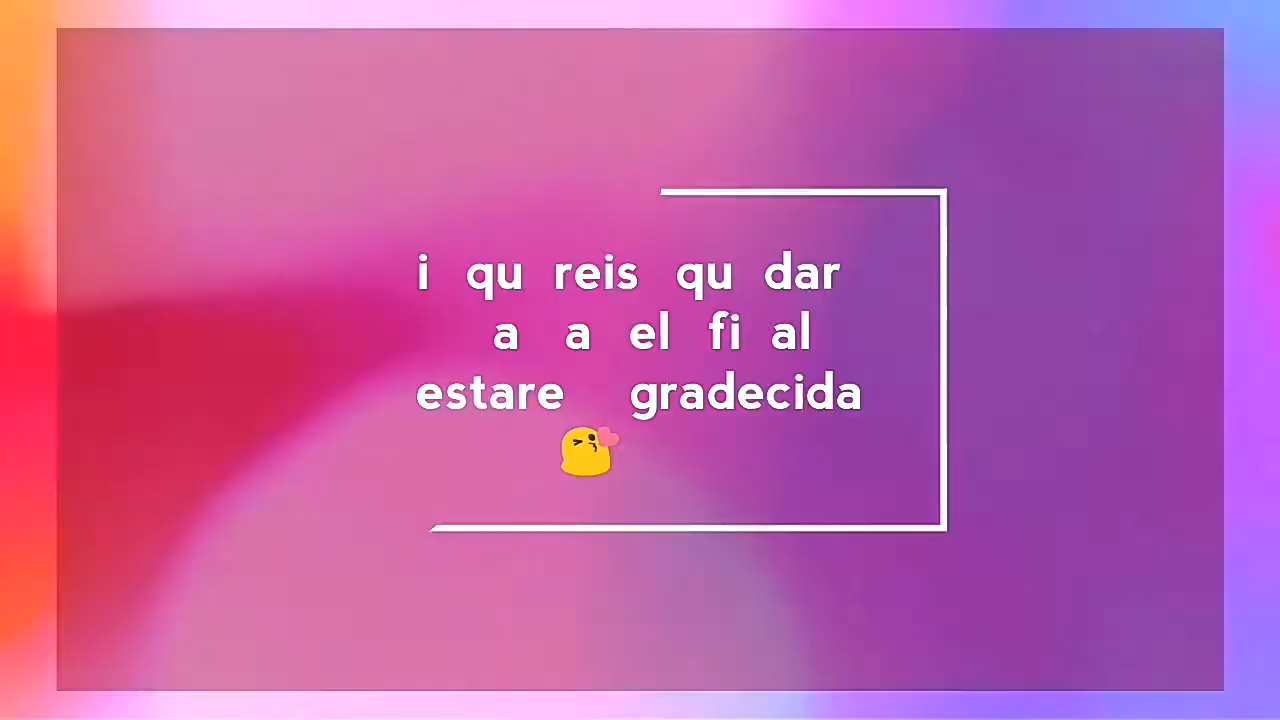 i qu reis qu dar
a a el fi al
estare gradecida